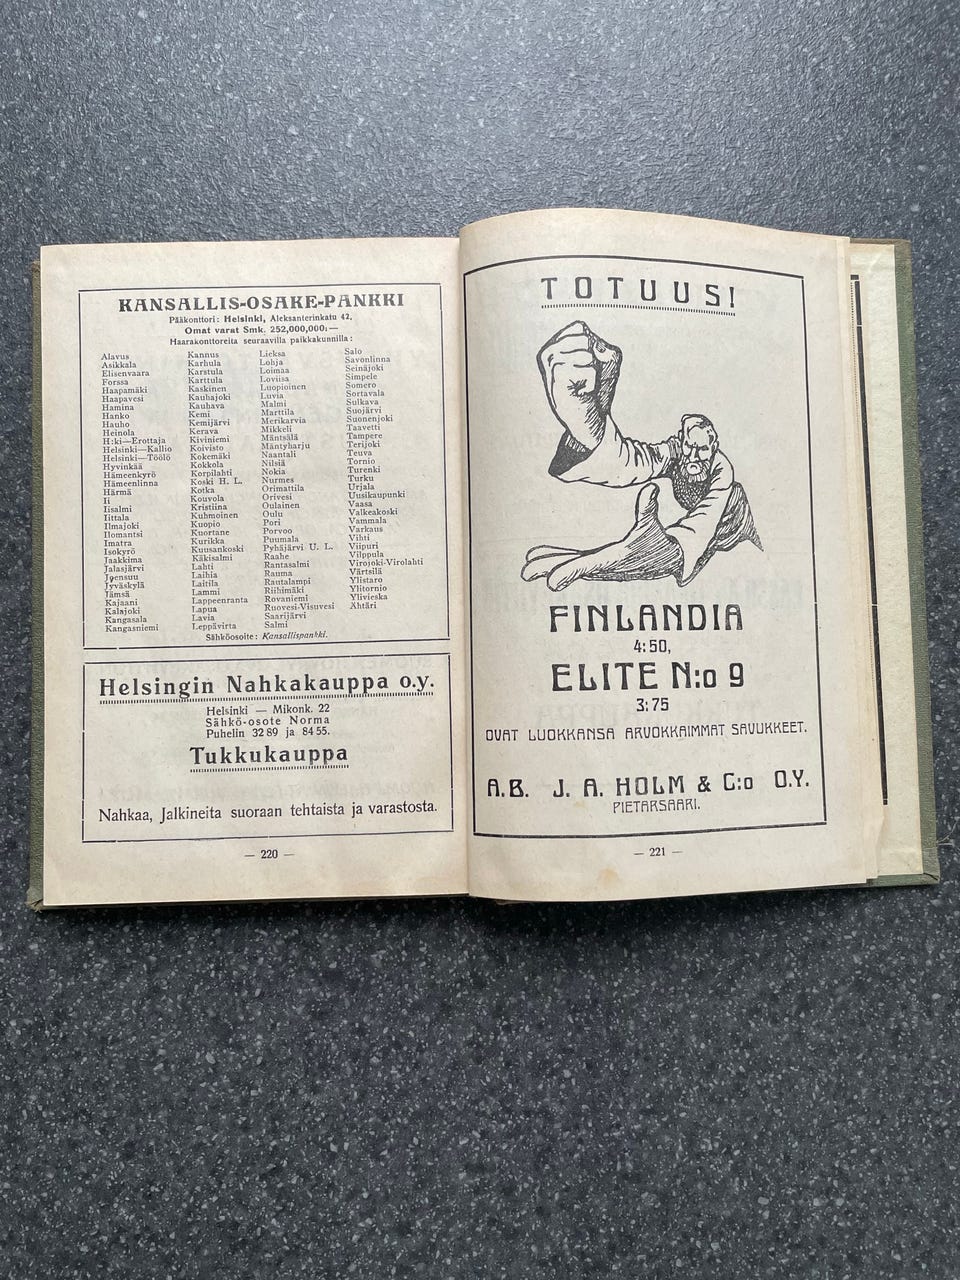 KANSALLIS-OSAKE-PANKKI
Pääkonttori: Helsinki, Aleksanterinkatu 42,
Omat varat Smk. 252,000,000:—
Haarakonttoreita seuraavilla paikkakunnilla:
Alavus
Asikkala
Elisenvaara
Forssa
Haapamäki
Haapavesi
Hamina
Hanko
Hauho
Heinola
H:ki—Erottaja
Helsinki—Kallio
Helsinki—Töölö
Hyvinkää
Hämeenkyrö
Hämeenlinna
Härmä
Ii
Iisalmi
Iittala
Ilmajoki
Ilomantsi
Imatra
Isokyrö
Jaakkima
Jalasjärvi
Joensuu
Jyväskylä
Jämsä
Kajaani
Kalajoki
Kangasala
Kangasniemi
Kannus
Karhula
Karstula
Karttula
Kaskinen
Kauhajoki
Kauhava
Kemi
Kemijärvi
Kerava
Kiviniemi
Koivisto
Kokemäki
Kokkola
Korpilahti
Koski H. L.
Kotka
Kouvola
Kristiina
Kuhmoinen
Kuopio
Kuortane
Kurikka
Kuusankoski
Käkisalmi
Lahti
Laihia
Laitila
Lammi
Lappeenranta
Lapua
Lavia
Leppävirta
Lieksa
Lohja
Loimaa
Loviisa
Luopioinen
Luvia
Malmi
Marttila
Merikarvia
Mikkeli
Mäntsälä
Mäntyharju
Naantali
Nilsiä
Nokia
Nurmes
Orimattila
Orivesi
Oulainen
Oulu
Pori
Porvoo
Puumala
Pyhäjärvi U. L.
Raahe
Rantasalmi
Rauma
Rautalampi
Riihimäki
Rovaniemi
Ruovesi-Visuvesi
Saarijärvi
Salmi
Salo
Savonlinna
Seinäjoki
Simpele
Somero
Sortavala
Sulkava
Suojärvi
Suonenjoki
Taavetti
Tampere
Terijoki
Teuva
Tornio
Turenki
Turku
Urjala
Uusikaupunki
Vaasa
Valkeakoski
Vammala
Varkaus
Vihti
Viipuri
Vilppula
Virojoki-Virolahti
Värtsilä
Ylistaro
Ylitornio
Ylivieska
Ähtäri
Sähköosoite: Kansallispankki.
Helsingin Nahkakauppa o.y.
Helsinki — Mikonk. 22
Sähkö-osote Norma
Puhelin 32 89 ja 84 55.
Tukkukauppa
Nahkaa, Jalkineita suoraan tehtaista ja varastosta.
— 220 —
TOTUUS!
FINLANDIA
4:50,
ELITE N:o 9
3:75
OVAT LUOKKANSA ARVOKKAIMMAT SAVUKKEET.
A.B. J. A. HOLM & C:o O.Y.
PIETARSAARI.
— 221 —